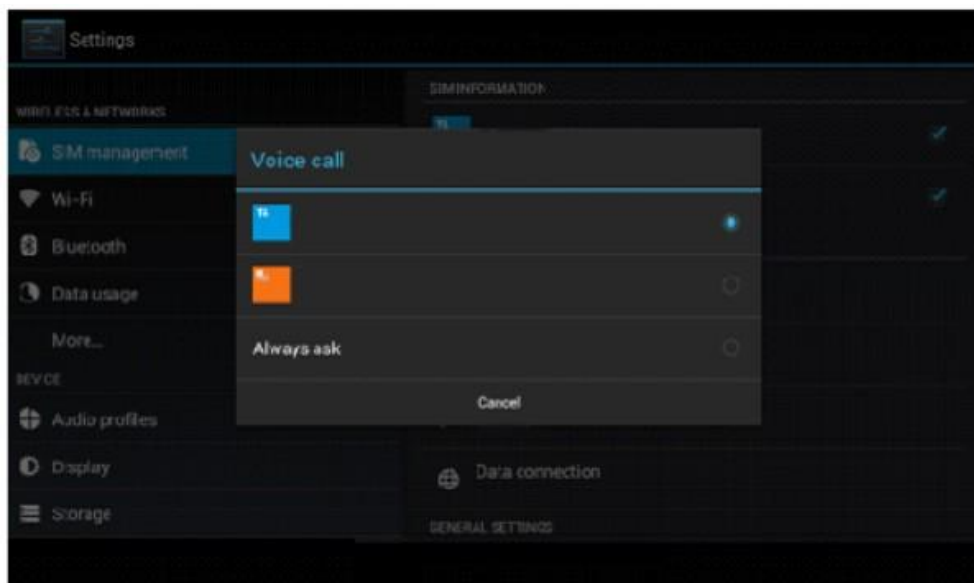 Settings
SIM INFORMATION
WIRELESS & NETWORKS
SIM management
Voice call
Wi-Fi
Bluetooth
Data usage
More...
Always ask
DEVICE
Cancel
Audio profiles
Display
Data connection
Storage
GENERAL SETTINGS